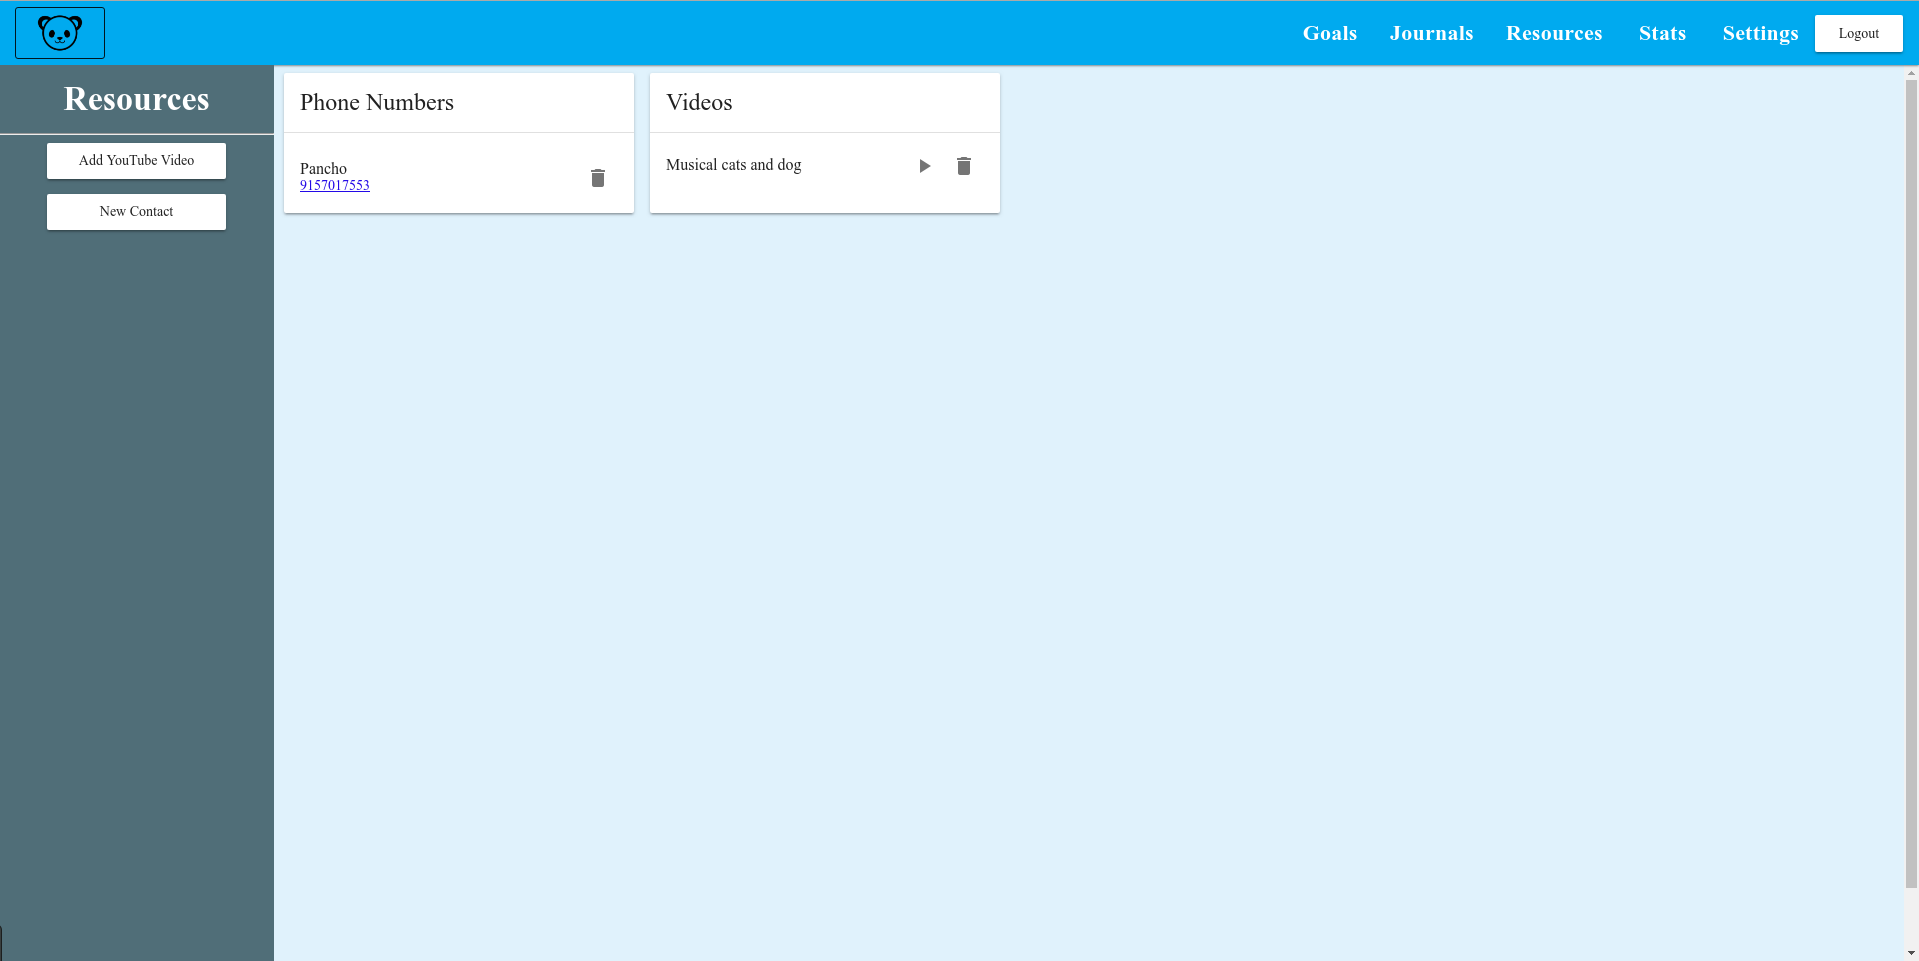 Goals Journals Resources Stats Settings Logout
Resources
Add YouTube Video
New Contact
Phone Numbers
Pancho
9157017553
Videos
Musical cats and dog